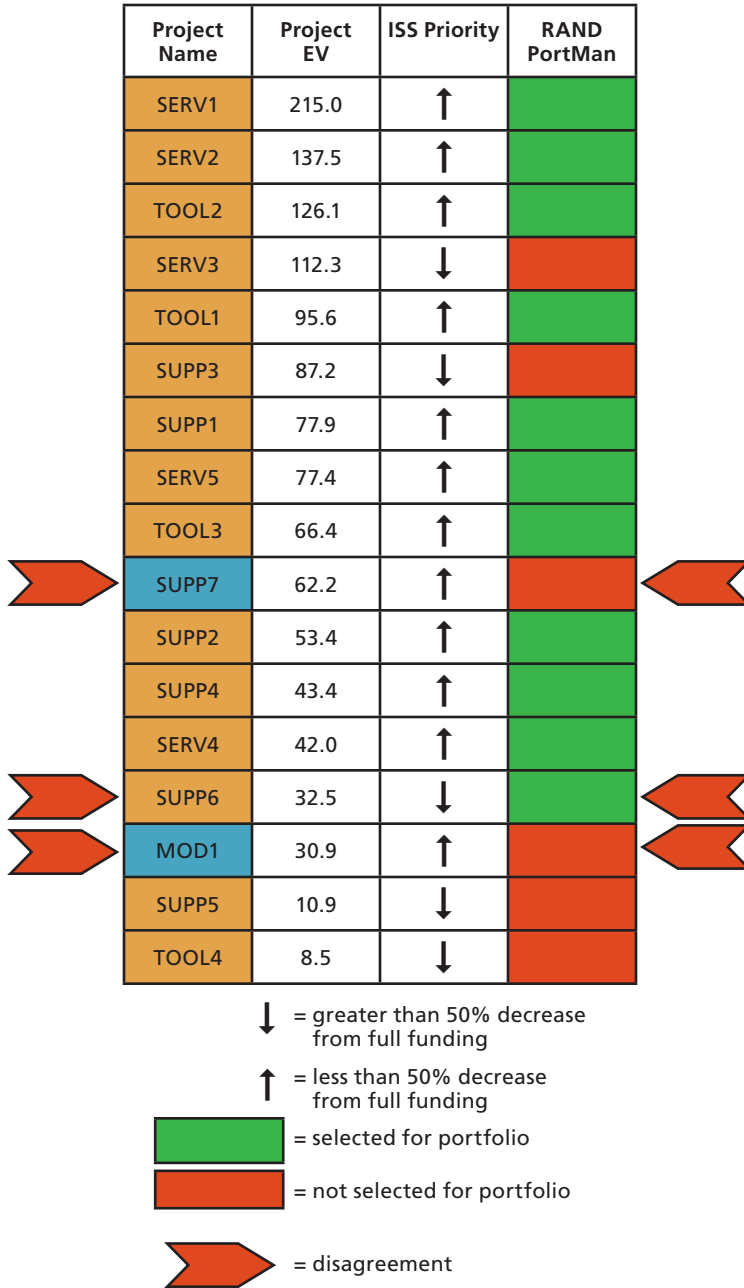 Project Name Project EV ISS Priority RAND PortMan
SERV1 215.0 ↑
SERV2 137.5 ↑
TOOL2 126.1 ↑
SERV3 112.3 ↓
TOOL1 95.6 ↑
SUPP3 87.2 ↓
SUPP1 77.9 ↑
SERV5 77.4 ↑
TOOL3 66.4 ↑
SUPP7 62.2 ↑
SUPP2 53.4 ↑
SUPP4 43.4 ↑
SERV4 42.0 ↑
SUPP6 32.5 ↓
MOD1 30.9 ↑
SUPP5 10.9 ↓
TOOL4 8.5 ↓
↓ = greater than 50% decrease
from full funding
↑ = less than 50% decrease
from full funding
= selected for portfolio
= not selected for portfolio
= disagreement